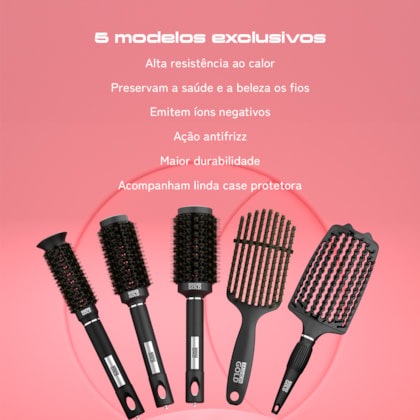 5 modelos exclusivos
Alta resistência ao calor
Preservam a saúde e a beleza os fios
Emitem íons negativos
Ação antifrizz
Maior durabilidade
Acompanham linda case protetora
GOLD